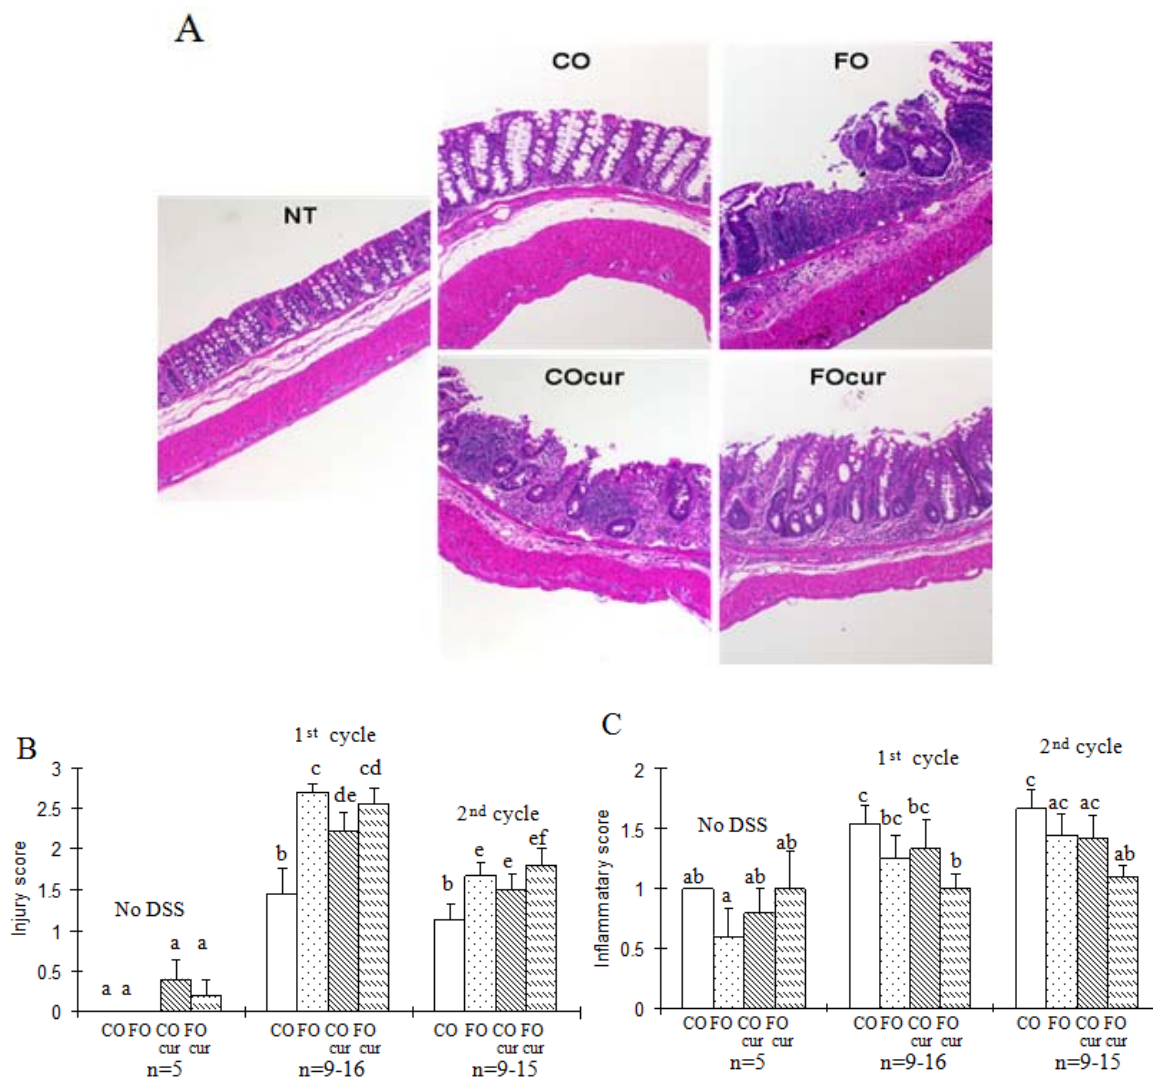 A
CO
FO
NT
COcur
FOcur
B
1st cycle
3
c
cd
2.5
de
2nd cycle
2
b
ef
e
e
1.5
b
Injury score
No DSS
1
a
a
0.5
a
a
0
CO
FO
CO cur
FO cur
CO
FO
CO cur
FO cur
CO
FO
CO cur
FO cur
n=5
n=9-16
n=9-15
C
1st cycle
2nd cycle
2
c
c
bc
bc
ac
ac
No DSS
1.5
ab
ab
ab
a
b
ab
Inflammatary score
1
0.5
0
CO
FO
CO cur
FO cur
CO
FO
CO cur
FO cur
CO
FO
CO cur
FO cur
n=5
n=9-16
n=9-15